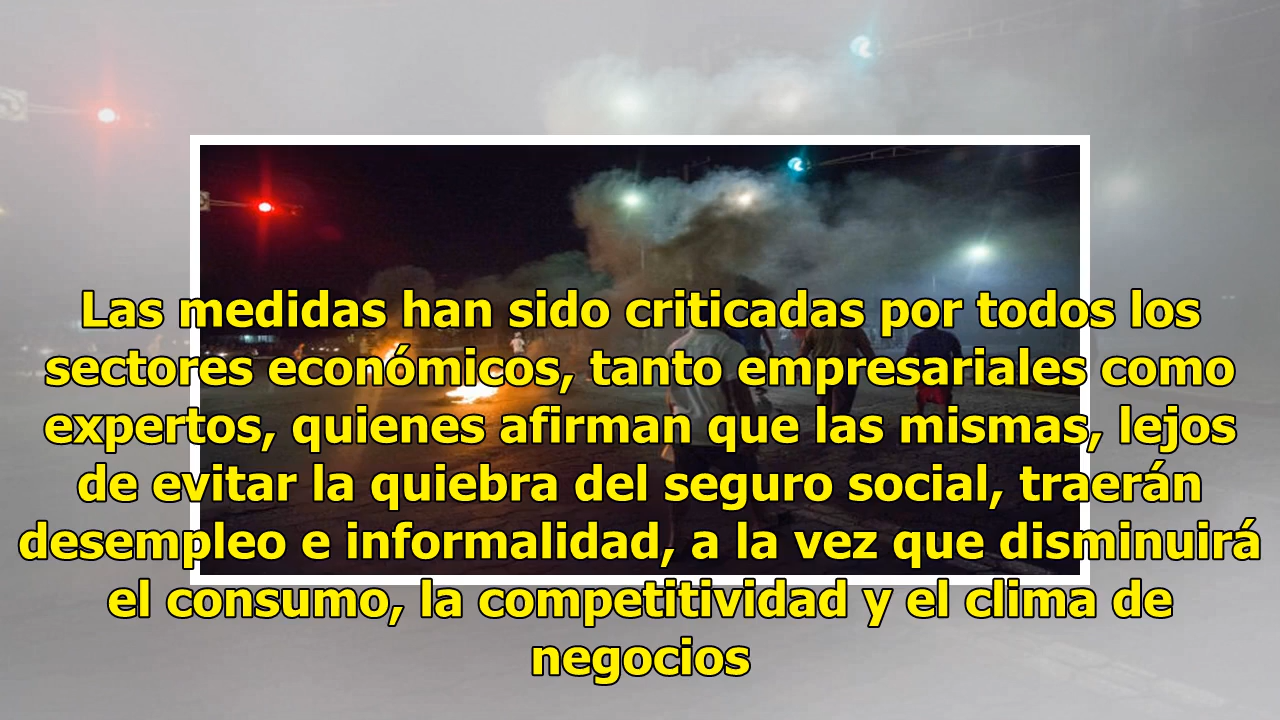 Las medidas han sido criticadas por todos los
sectores económicos, tanto empresariales como
expertos, quienes afirman que las mismas, lejos
de evitar la quiebra del seguro social, traerán
desempleo e informalidad, a la vez que disminuirá
el consumo, la competitividad y el clima de
negocios